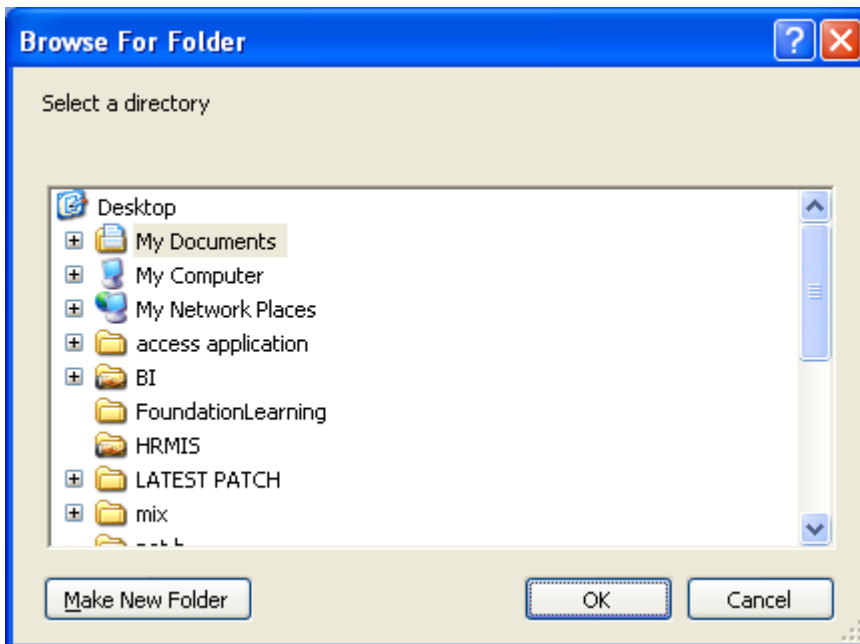 Browse For Folder
Select a directory
Desktop
My Documents
My Computer
My Network Places
access application
BI
FoundationLearning
HRMIS
LATEST PATCH
mix
Make New Folder
OK
Cancel